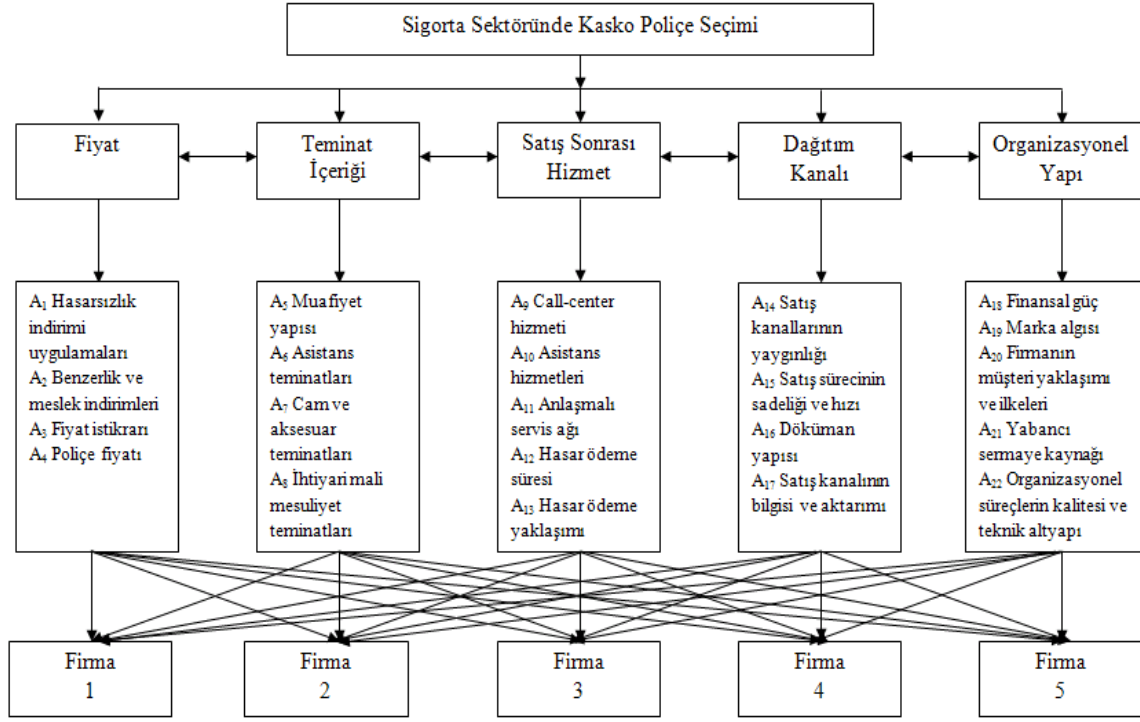 Sigorta Sektöründe Kasko Poliçe Seçimi
Fiyat
Teminat
İçeriği
Satış Sonrası
Hizmet
Dağıtım
Kanalı
Organizasyonel
Yapı
A₁ Hasarsızlık
indirimi
uygulamaları
A₂ Benzerlik ve
meslek indirimleri
A₃ Fiyat istikrarı
A₄ Poliçe fiyatı
A₅ Muafiyet
yapısı
A₆ Asistans
teminatları
A₇ Cam ve
aksesuar
teminatları
A₈ İhtiyari mali
mesuliyet
teminatları
A₉ Call-center
hizmeti
A₁₀ Asistans
hizmetleri
A₁₁ Anlaşmalı
servis ağı
A₁₂ Hasar ödeme
süresi
A₁₃ Hasar ödeme
yaklaşımı
A₁₄ Satış
kanallarının
yaygınlığı
A₁₅ Satış sürecinin
sadeliği ve hızı
A₁₆ Döküman
yapısı
A₁₇ Satış kanalının
bilgisi ve aktarımı
A₁₈ Finansal güç
A₁₉ Marka algısı
A₂₀ Firmanın
müşteri yaklaşımı
ve ilkeleri
A₂₁ Yabancı
sermaye kaynağı
A₂₂ Organizasyonel
süreçlerin kalitesi ve
teknik altyapı
Firma
1
Firma
2
Firma
3
Firma
4
Firma
5